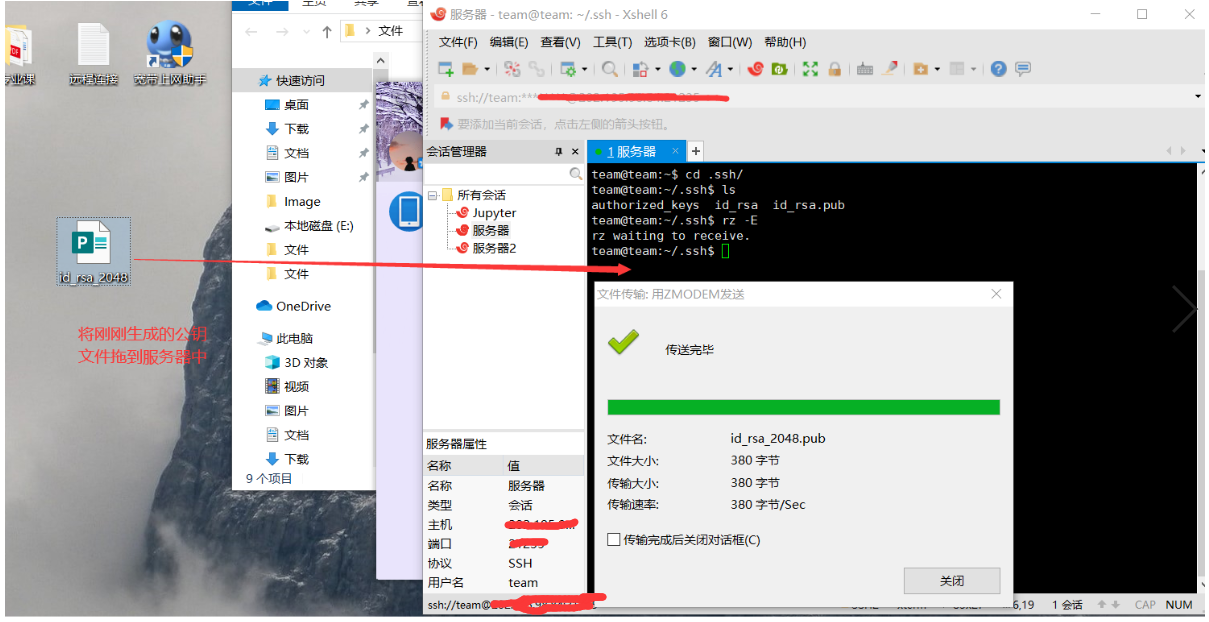 文件
主页
共享
查看
服务器 - team@team: ~/.ssh - Xshell 6
文件(F) 编辑(E) 查看(V) 工具(T) 选项卡(B) 窗口(W) 帮助(H)
ssh://team:***
要添加当前会话，点击左侧的箭头按钮。
专业课
远程连接
宽带上网助手
id_rsa_2048
将刚刚生成的公钥
文件拖到服务器中
文件
快速访问
桌面
下载
文档
图片
Image
本地磁盘 (E:)
文件
文件
OneDrive
此电脑
3D 对象
视频
图片
文档
下载
9 个项目
会话管理器
所有会话
Jupyter
服务器
服务器2
服务器属性
名称 值
名称 服务器
类型 会话
主机
端口
协议 SSH
用户名 team
ssh://team@
1 服务器
team@team:~$ cd .ssh/
team@team:~/.ssh$ ls
authorized_keys id_rsa id_rsa.pub
team@team:~/.ssh$ rz -E
rz waiting to receive.
team@team:~/.ssh$
文件传输: 用ZMODEM发送
传送完毕
文件名: id_rsa_2048.pub
文件大小: 380 字节
传输大小: 380 字节
传输速率: 380 字节/Sec
传输完成后关闭对话框(C)
关闭
6,19 1 会话 CAP NUM